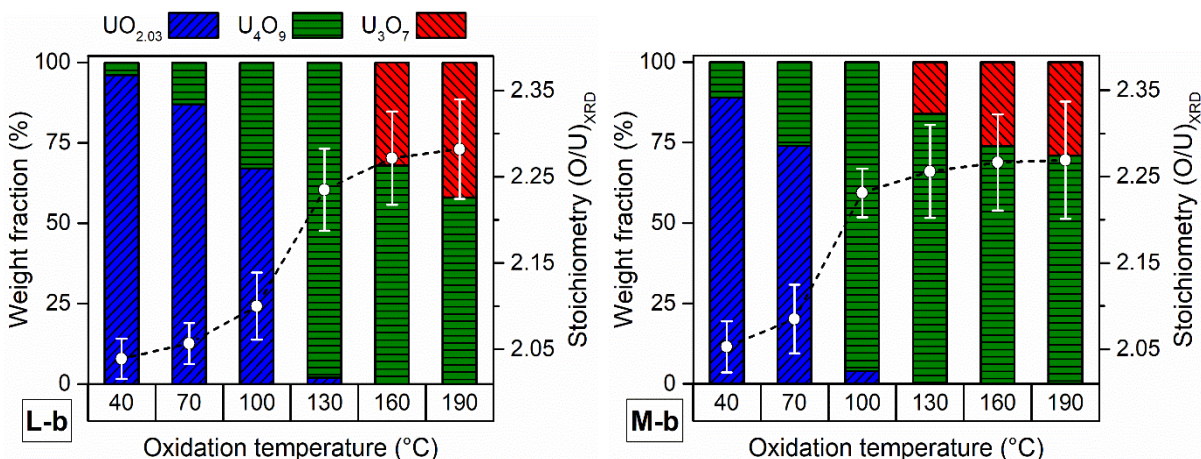 UO2.03 U4O9 U3O7
100
75
50
25
0
Weight fraction (%)
2.35
2.25
2.15
2.05
Stoichiometry (O/U)XRD
40 70 100 130 160 190
L-b
Oxidation temperature (°C)
100
75
50
25
0
Weight fraction (%)
2.35
2.25
2.15
2.05
Stoichiometry (O/U)XRD
40 70 100 130 160 190
M-b
Oxidation temperature (°C)